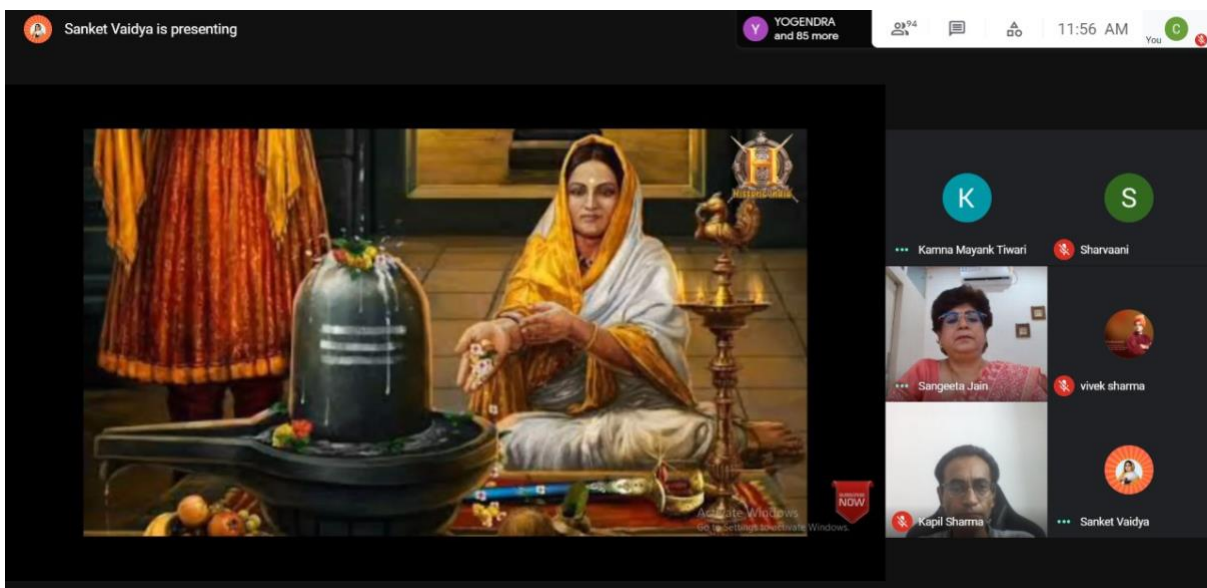 Sanket Vaidya is presenting
Y
YOGENDRA
and 85 more
94
11:56 AM
You
C
H
K
S
Kamna Mayank Tiwari
Sharvaani
Sangeeta Jain
vivek sharma
SUBSCRIBE
NOW
Activate Windows
Go to Settings to activate Windows.
Kapil Sharma
Sanket Vaidya